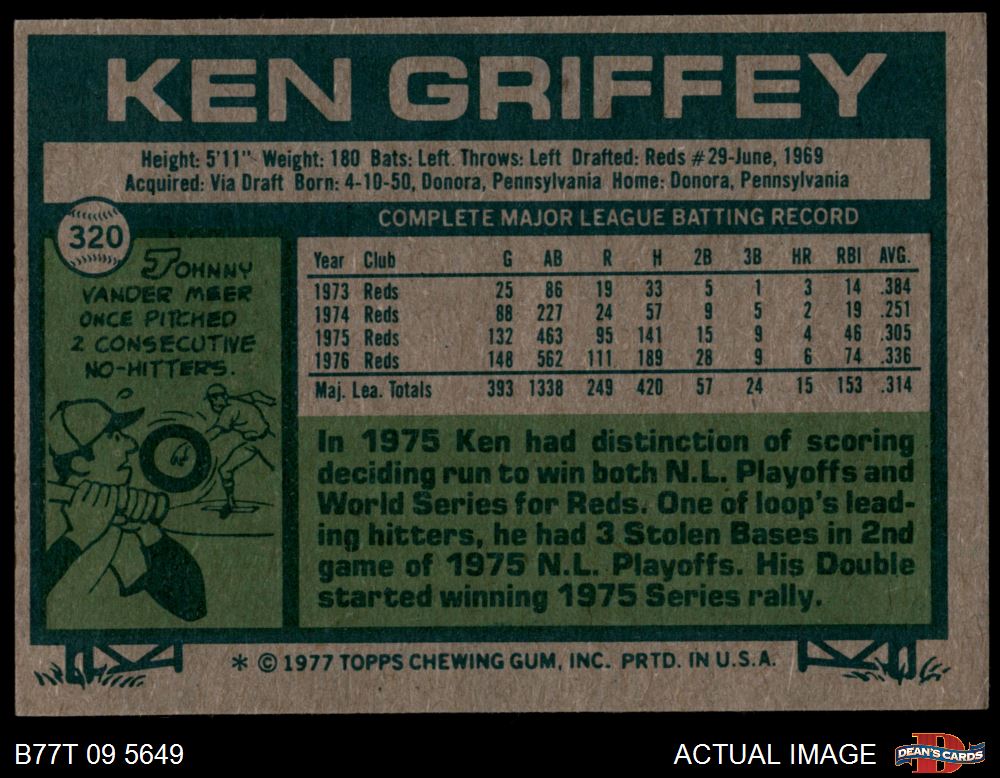 KEN GRIFFEY
Height: 5'11" Weight: 180 Bats: Left Throws: Left Drafted: Reds #29-June, 1969
Acquired: Via Draft Born: 4-10-50, Donora, Pennsylvania Home: Donora, Pennsylvania
COMPLETE MAJOR LEAGUE BATTING RECORD
320
JOHNNY
VANDER MEER
ONCE PITCHED
2 CONSECUTIVE
NO-HITTERS.
Year Club G AB R H 2B 3B HR RBI AVG.
1973 Reds 25 86 19 33 5 1 3 14 .384
1974 Reds 88 227 24 57 9 5 2 19 .251
1975 Reds 132 463 95 141 15 9 4 46 .305
1976 Reds 148 562 111 189 28 9 6 74 .336
Maj. Lea. Totals 393 1338 249 420 57 24 15 153 .314
In 1975 Ken had distinction of scoring
deciding run to win both N.L. Playoffs and
World Series for Reds. One of loop's lead-
ing hitters, he had 3 Stolen Bases in 2nd
game of 1975 N.L. Playoffs. His Double
started winning 1975 Series rally.
* © 1977 TOPPS CHEWING GUM, INC. PRTD. IN U.S.A.
B77T 09 5649
ACTUAL IMAGE
DEAN'S CARDS